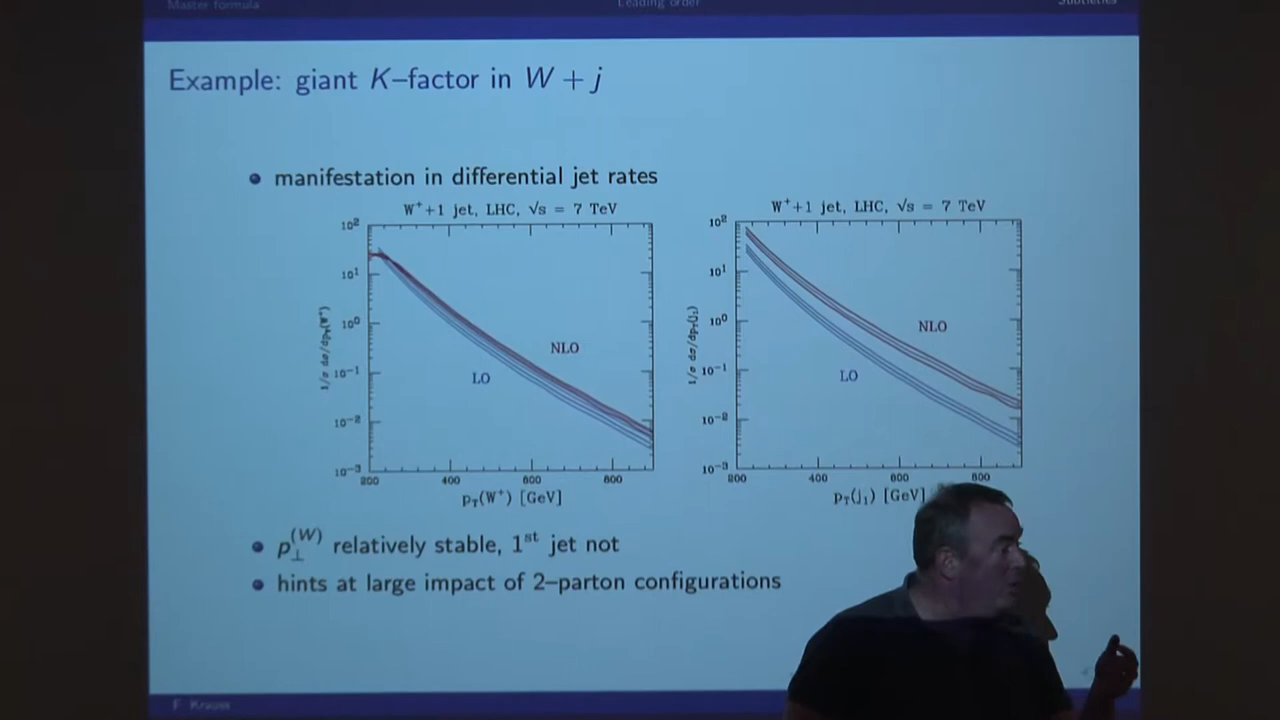 Master formula
Leading order
Subtleties
Example: giant K–factor in W + j
manifestation in differential jet rates
W⁺+1 jet, LHC, √s = 7 TeV
10²
10¹
10⁰
10⁻¹
10⁻²
10⁻³
1/σ dσ/dp_T(W⁺)
NLO
LO
200 400 600 800
p_T(W⁺) [GeV]
W⁺+1 jet, LHC, √s = 7 TeV
10²
10¹
10⁰
10⁻¹
10⁻²
10⁻³
1/σ dσ/dp_T(j₁)
NLO
LO
200 400 600 800
p_T(j₁) [GeV]
p⊥^(W) relatively stable, 1st jet not
hints at large impact of 2–parton configurations
F. Krauss